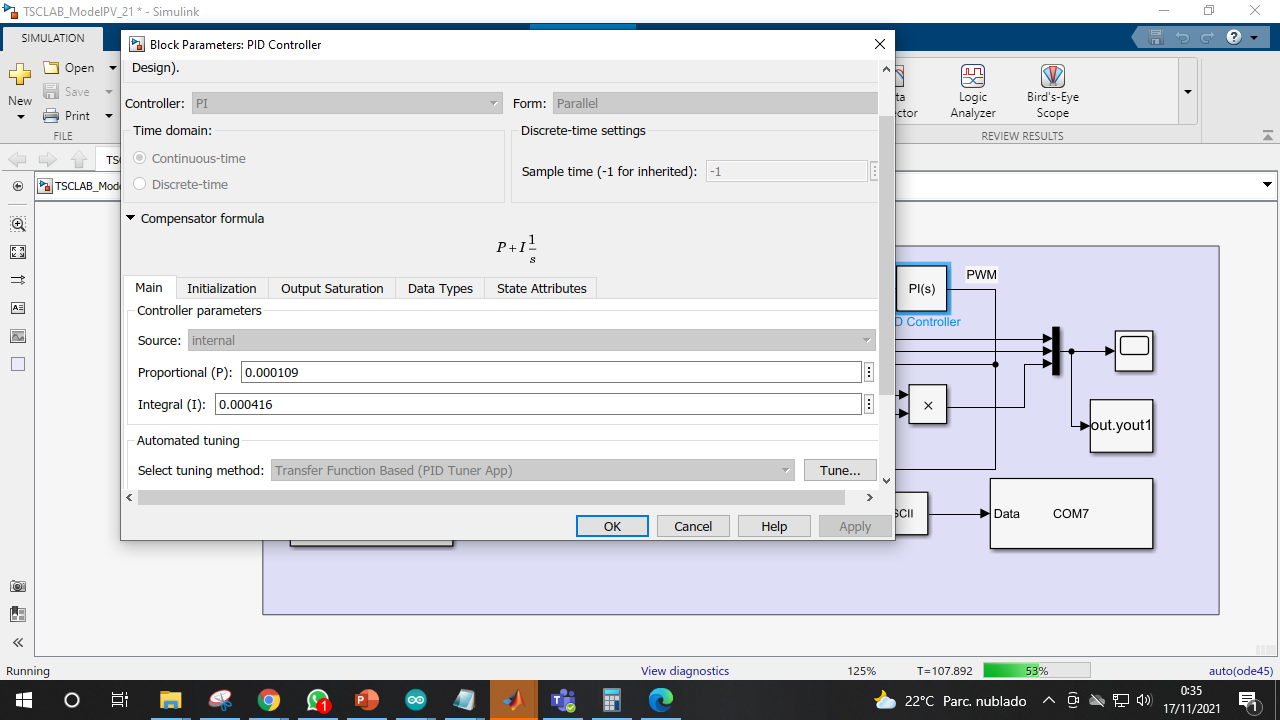 TSCLAB_ModelPV_21 * - Simulink
SIMULATION
Block Parameters: PID Controller
Design).
New
Open
Save
Print
FILE
Logic
Analyzer
Bird's-Eye
Scope
REVIEW RESULTS
Controller: PI Form: Parallel
Time domain:
Continuous-time
Discrete-time
Discrete-time settings
Sample time (-1 for inherited): -1
Compensator formula
P + I 1/s
Main Initialization Output Saturation Data Types State Attributes
Controller parameters
Source: internal
Proportional (P): 0.000109
Integral (I): 0.000416
Automated tuning
Select tuning method: Transfer Function Based (PID Tuner App) Tune...
OK Cancel Help Apply
PI(s)
PWM
Controller
×
out.yout1
Data COM7
Running View diagnostics 125% T=107.892 53% auto(ode45)
1
22°C Parc. nublado
0:35
17/11/2021
1